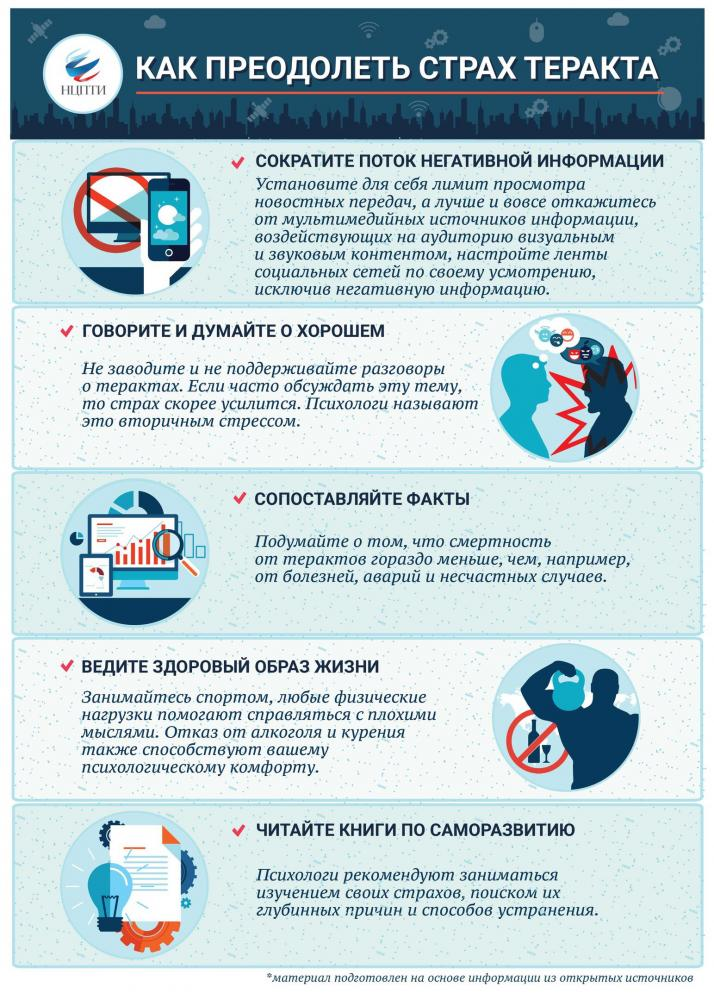 НЦПТИ
КАК ПРЕОДОЛЕТЬ СТРАХ ТЕРАКТА
СОКРАТИТЕ ПОТОК НЕГАТИВНОЙ ИНФОРМАЦИИ
Установите для себя лимит просмотра
новостных передач, а лучше и вовсе откажитесь
от мультимедийных источников информации,
воздействующих на аудиторию визуальным
и звуковым контентом, настройте ленты
социальных сетей по своему усмотрению,
исключив негативную информацию.
ГОВОРИТЕ И ДУМАЙТЕ О ХОРОШЕМ
Не заводите и не поддерживайте разговоры
о терактах. Если часто обсуждать эту тему,
то страх скорее усилится. Психологи называют
это вторичным стрессом.
СОПОСТАВЛЯЙТЕ ФАКТЫ
Подумайте о том, что смертность
от терактов гораздо меньше, чем, например,
от болезней, аварий и несчастных случаев.
ВЕДИТЕ ЗДОРОВЫЙ ОБРАЗ ЖИЗНИ
Занимайтесь спортом, любые физические
нагрузки помогают справляться с плохими
мыслями. Отказ от алкоголя и курения
также способствуют вашему
психологическому комфорту.
ЧИТАЙТЕ КНИГИ ПО САМОРАЗВИТИЮ
Психологи рекомендуют заниматься
изучением своих страхов, поиском их
глубинных причин и способов устранения.
*материал подготовлен на основе информации из открытых источников